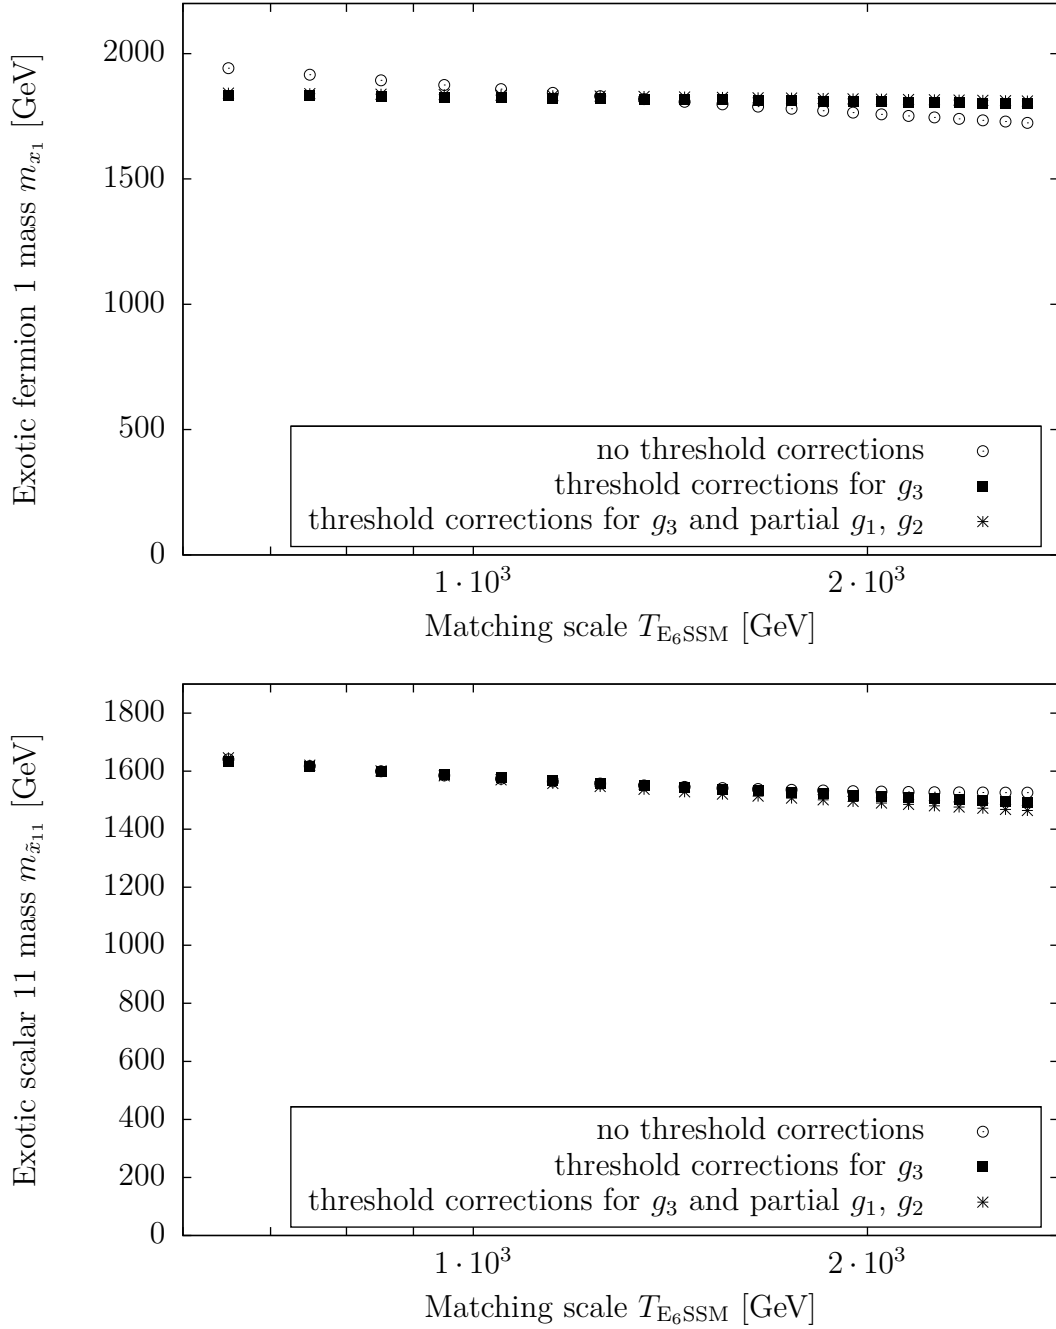 Exotic fermion 1 mass m_{x_1} [GeV]
2000
1500
1000
500
0
no threshold corrections
threshold corrections for g_3
threshold corrections for g_3 and partial g_1, g_2
1 · 10^3
2 · 10^3
Matching scale T_{E_6SSM} [GeV]
Exotic scalar 11 mass m_{x̃_{11}} [GeV]
1800
1600
1400
1200
1000
800
600
400
200
0
no threshold corrections
threshold corrections for g_3
threshold corrections for g_3 and partial g_1, g_2
1 · 10^3
2 · 10^3
Matching scale T_{E_6SSM} [GeV]